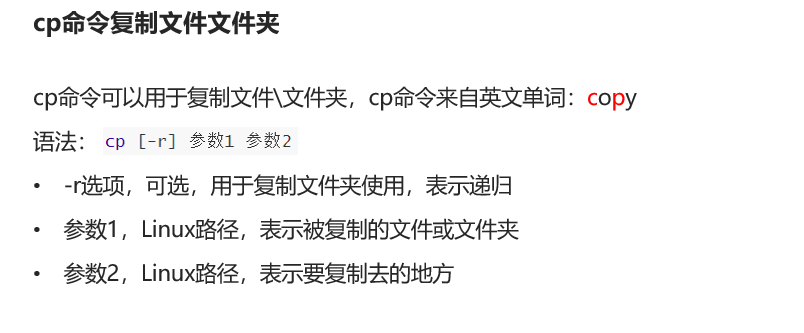 cp命令复制文件文件夹
cp命令可以用于复制文件\文件夹，cp命令来自英文单词：copy
语法： cp [-r] 参数1 参数2
• -r选项，可选，用于复制文件夹使用，表示递归
• 参数1，Linux路径，表示被复制的文件或文件夹
• 参数2，Linux路径，表示要复制去的地方